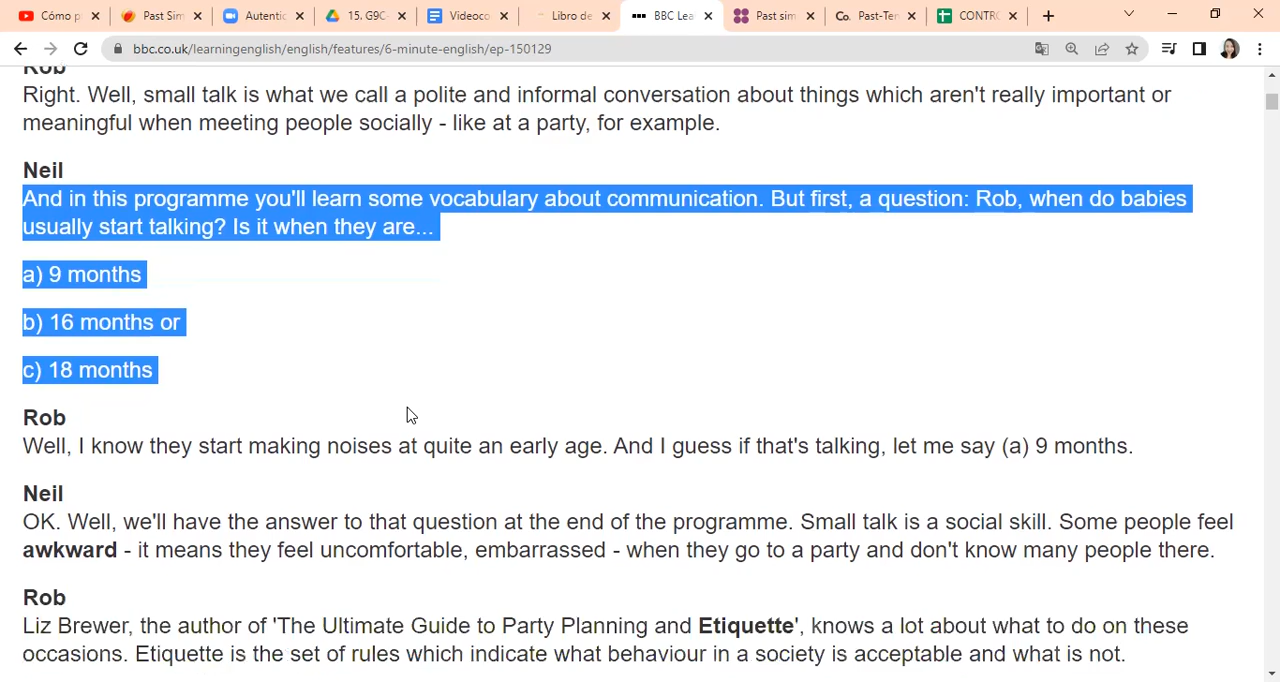 Cómo p
Past Sim
Autentic
15. G9C
Videoco
Libro de
BBC Lea
Past sim
Co. Past-Ten
CONTRO
bbc.co.uk/learningenglish/english/features/6-minute-english/ep-150129
Rob
Right. Well, small talk is what we call a polite and informal conversation about things which aren't really important or
meaningful when meeting people socially - like at a party, for example.
Neil
And in this programme you'll learn some vocabulary about communication. But first, a question: Rob, when do babies
usually start talking? Is it when they are...
a) 9 months
b) 16 months or
c) 18 months
Rob
Well, I know they start making noises at quite an early age. And I guess if that's talking, let me say (a) 9 months.
Neil
OK. Well, we'll have the answer to that question at the end of the programme. Small talk is a social skill. Some people feel
awkward - it means they feel uncomfortable, embarrassed - when they go to a party and don't know many people there.
Rob
Liz Brewer, the author of 'The Ultimate Guide to Party Planning and Etiquette', knows a lot about what to do on these
occasions. Etiquette is the set of rules which indicate what behaviour in a society is acceptable and what is not.